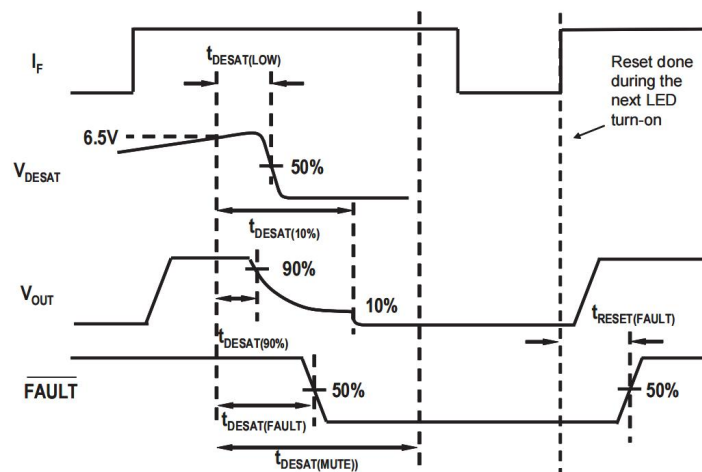 I_F
t_DESAT(LOW)
Reset done
during the
next LED
turn-on
6.5V
V_DESAT
50%
t_DESAT(10%)
90%
V_OUT
10%
t_RESET(FAULT)
t_DESAT(90%)
FAULT
50%
50%
t_DESAT(FAULT)
t_DESAT(MUTE))